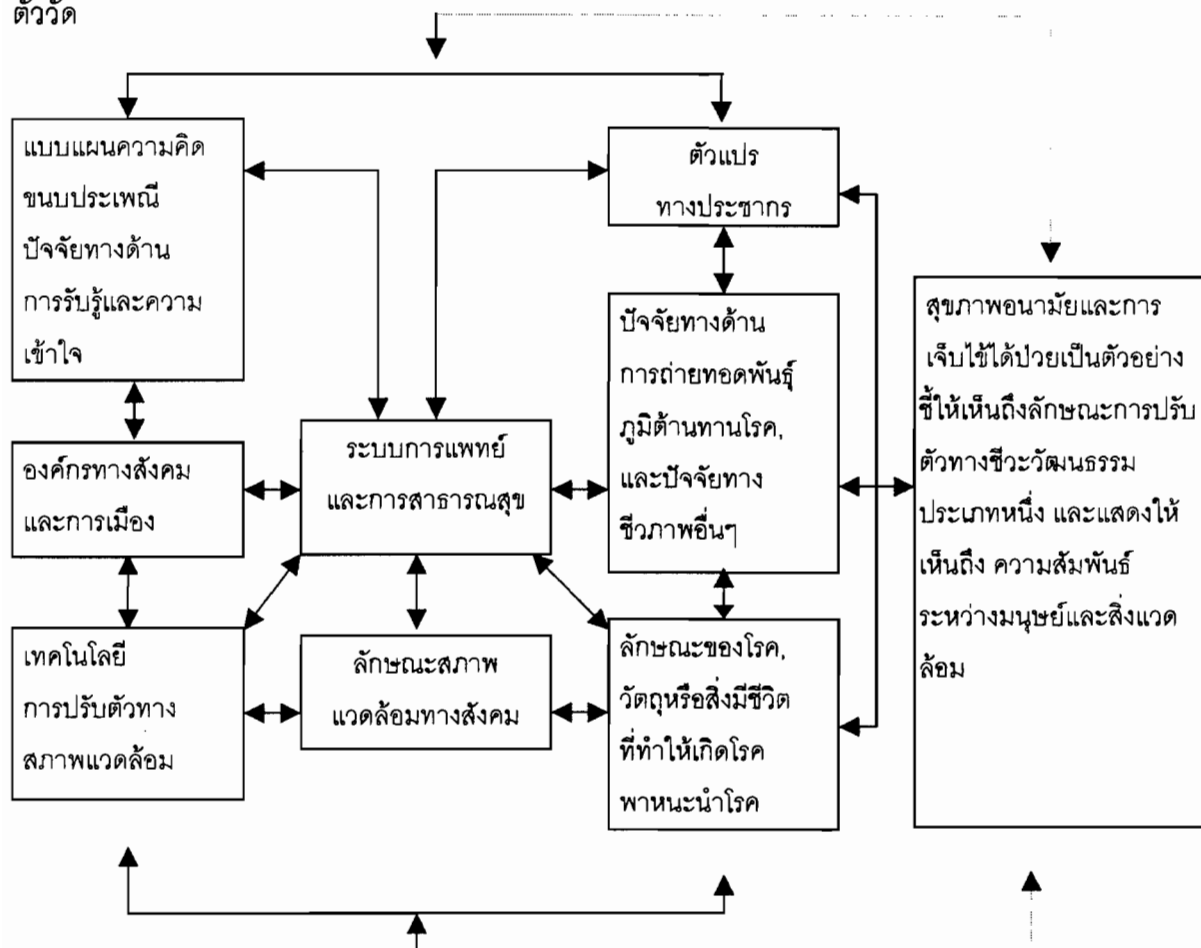 ตัววัด
แบบแผนความคิด
ขนบประเพณี
ปัจจัยทางด้าน
การรับรู้และความ
เข้าใจ
ตัวแปร
ทางประชากร
ปัจจัยทางด้าน
การถ่ายทอดพันธุ์
ภูมิต้านทานโรค,
และปัจจัยทาง
ชีวภาพอื่นๆ
สุขภาพอนามัยและการ
เจ็บไข้ได้ป่วยเป็นตัวอย่าง
ชี้ให้เห็นถึงลักษณะการปรับ
ตัวทางชีวะวัฒนธรรม
ประเภทหนึ่ง และแสดงให้
เห็นถึง ความสัมพันธ์
ระหว่างมนุษย์และสิ่งแวด
ล้อม
องค์กรทางสังคม
และการเมือง
ระบบการแพทย์
และการสาธารณสุข
เทคโนโลยี
การปรับตัวทาง
สภาพแวดล้อม
ลักษณะสภาพ
แวดล้อมทางสังคม
ลักษณะของโรค,
วัตถุหรือสิ่งมีชีวิต
ที่ทำให้เกิดโรค
พาหนะนำโรค